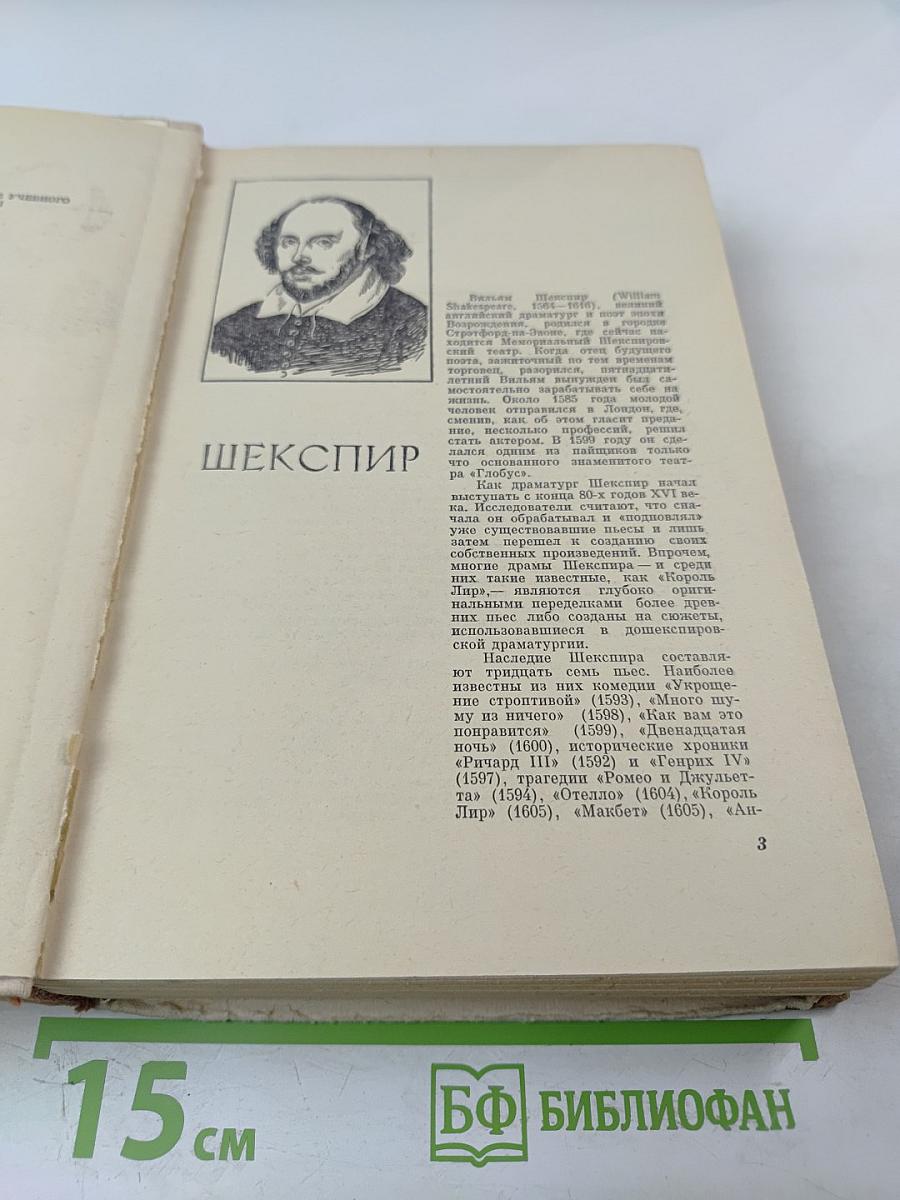 УЧЕБНОГО
ШЕКСПИР
Вильям Шекспир (William
Shakespeare, 1564—1616), великий
английский драматург и поэт эпохи
Возрождения, родился в городке
Стрэтфорд-на-Эвоне, где сейчас на-
ходится Мемориальный Шекспиров-
ский театр. Когда отец будущего
поэта, зажиточный по тем временам
торговец, разорился, пятнадцати-
летний Вильям вынужден был са-
мостоятельно зарабатывать себе на
жизнь. Около 1585 года молодой
человек отправился в Лондон, где,
сменив, как об этом гласит преда-
ние, несколько профессий, решил
стать актером. В 1599 году он сде-
лался одним из пайщиков только
что основанного знаменитого теат-
ра «Глобус».
Как драматург Шекспир начал
выступать с конца 80-х годов XVI ве-
ка. Исследователи считают, что сна-
чала он обрабатывал и «подновлял»
уже существовавшие пьесы и лишь
затем перешел к созданию своих
собственных произведений. Впрочем,
многие драмы Шекспира — и среди
них такие известные, как «Король
Лир»,— являются глубоко ориги-
нальными переделками более древ-
них пьес либо созданы на сюжеты,
использовавшиеся в дошекспиров-
ской драматургии.
Наследие Шекспира составля-
ют тридцать семь пьес. Наиболее
известны из них комедии «Укроще-
ние строптивой» (1593), «Много шу-
му из ничего» (1598), «Как вам это
понравится» (1599), «Двенадцатая
ночь» (1600), исторические хроники
«Ричард III» (1592) и «Генрих IV»
(1597), трагедии «Ромео и Джульет-
та» (1594), «Отелло» (1604), «Король
Лир» (1605), «Макбет» (1605), «Ан-
3
15 см
БФ БИБЛИОФАН